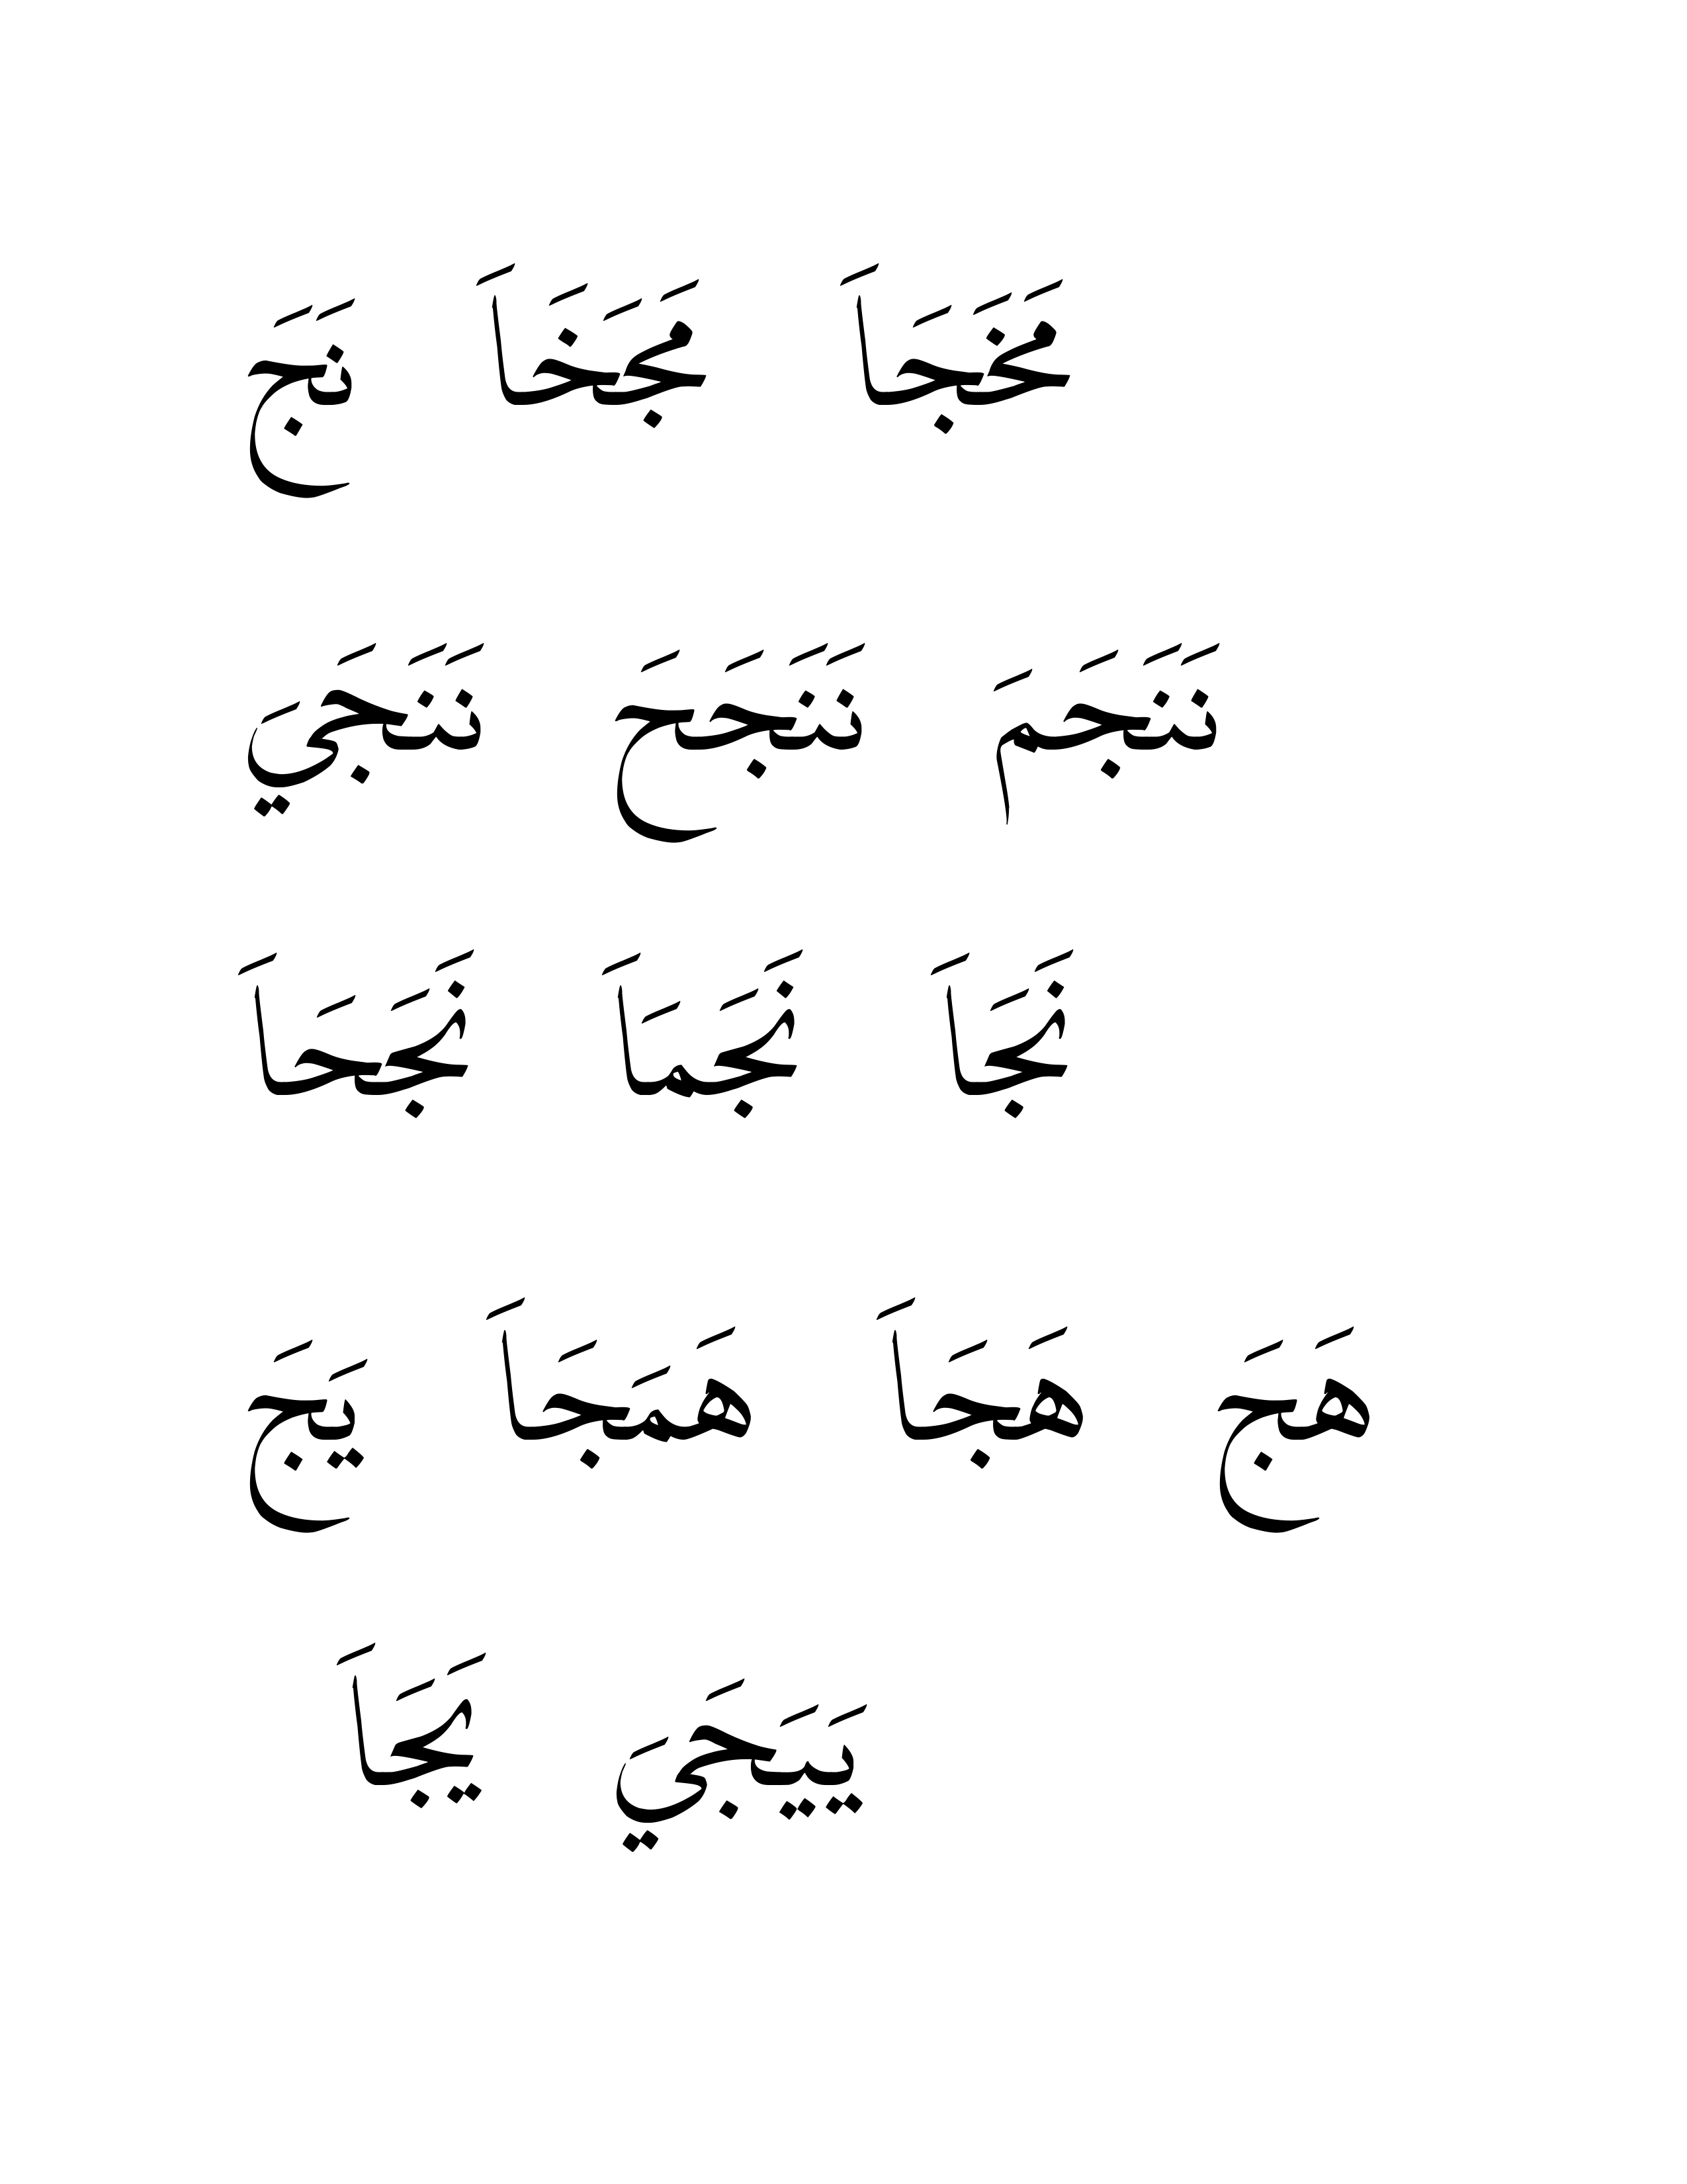 مَخَجَاَ مَجَخَاَ نَجَ
نَنَجَمَ نَنَجَحَ نَنَجَيَ
نَجَاَ نَجَمَاَ نَجَحَاَ
هَجَ هَجَاَ هَمَجَاَ يَجَ
يَيَجَيَ يَجَاَ